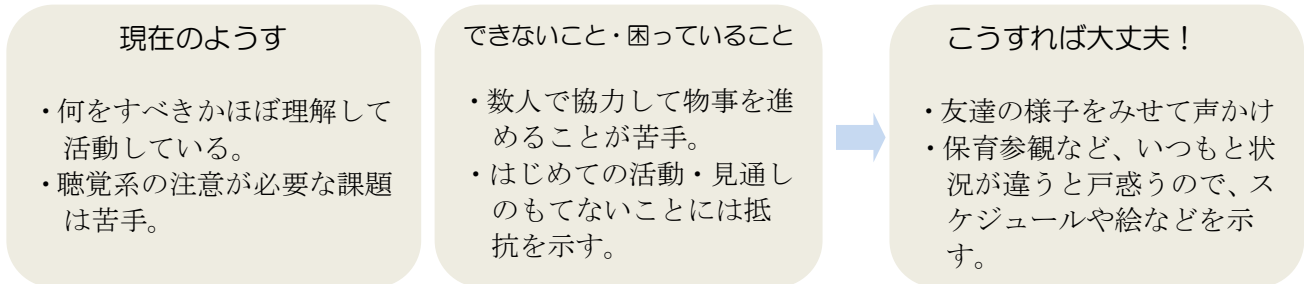 現在のようす
・何をすべきかほぼ理解して
活動している。
・聴覚系の注意が必要な課題
は苦手。
できないこと・困っていること
・数人で協力して物事を進
めることが苦手。
・はじめての活動・見通し
のもてないことには抵
抗を示す。
こうすれば大丈夫！
・友達の様子をみせて声かけ
・保育参観など、いつもと状
況が違うと戸惑うので、ス
ケジュールや絵などを示
す。